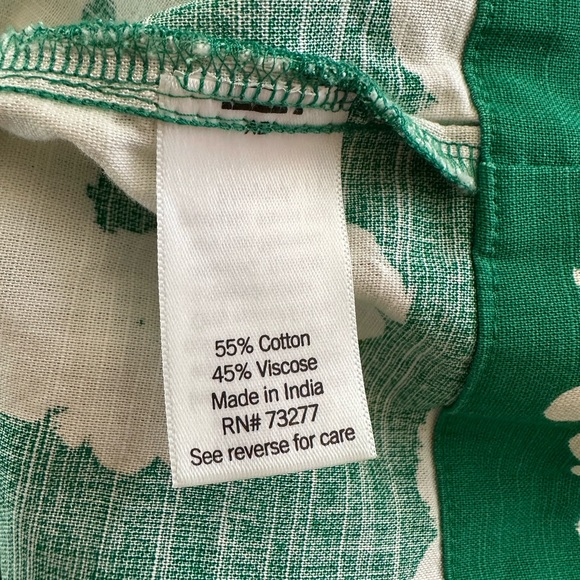 55% Cotton
45% Viscose
Made in India
RN# 73277
See reverse for care